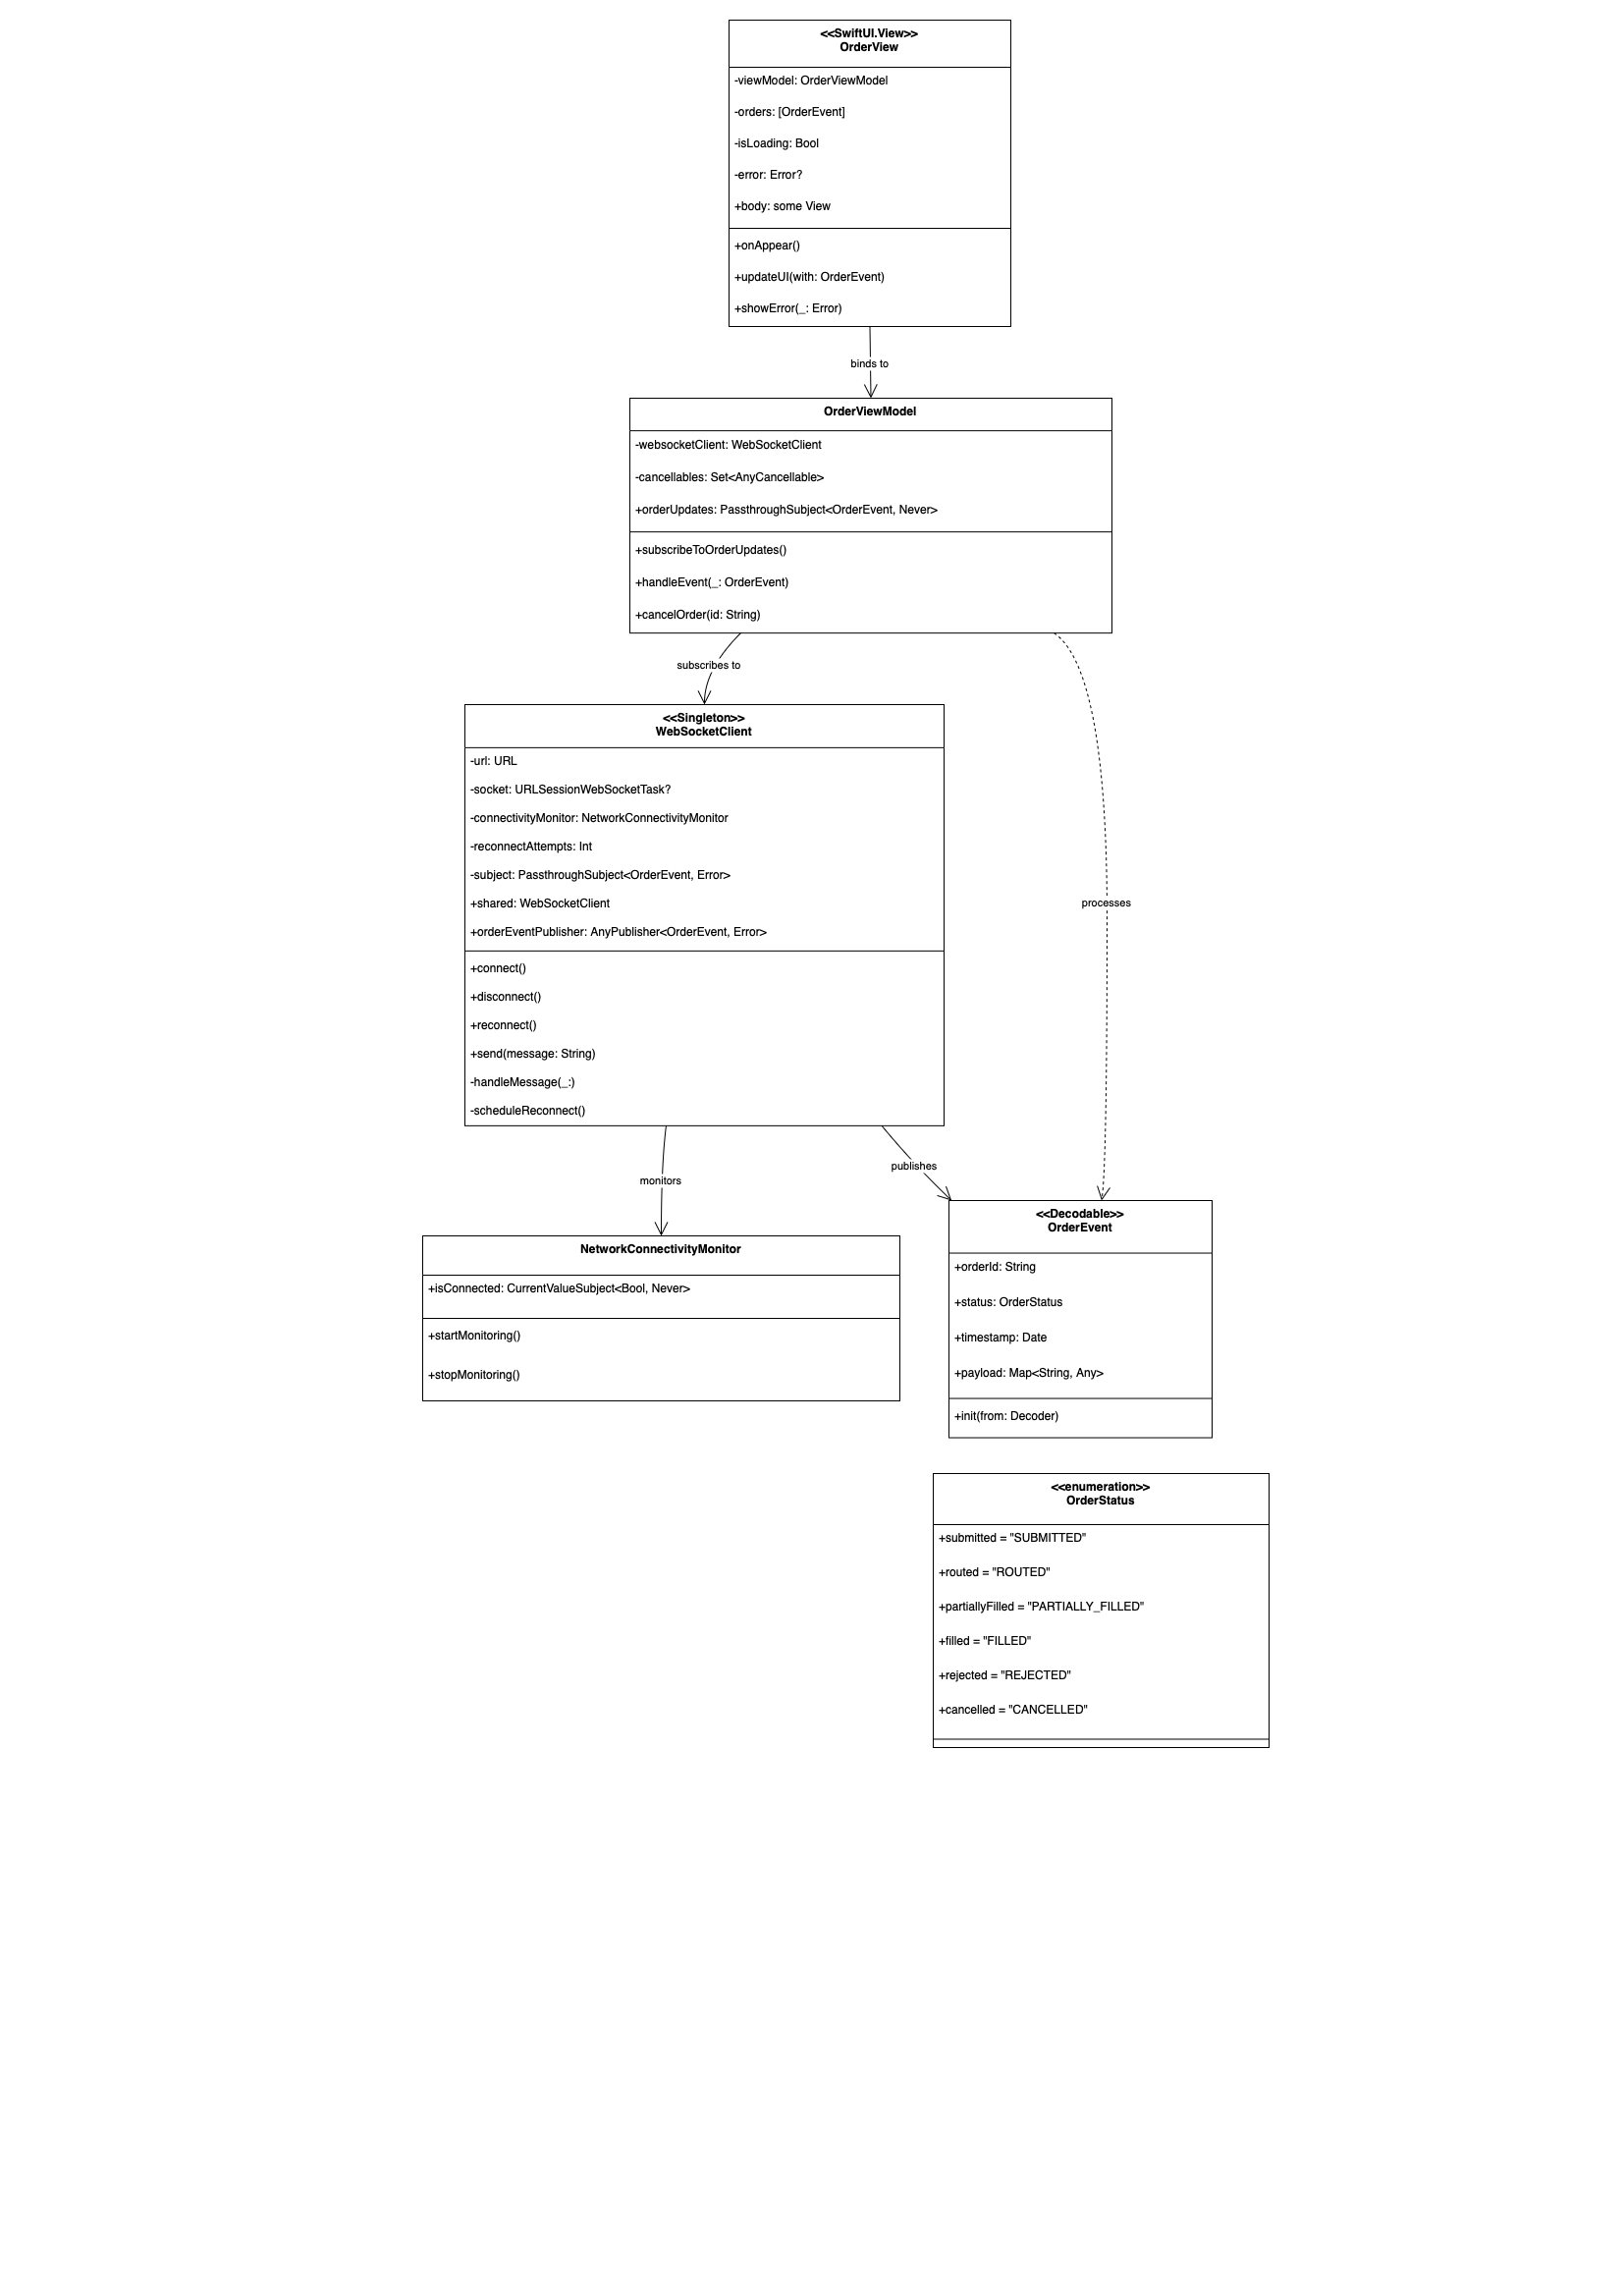 <<SwiftUI.View>>
OrderView
-viewModel: OrderViewModel
-orders: [OrderEvent]
-isLoading: Bool
-error: Error?
+body: some View
+onAppear()
+updateUI(with: OrderEvent)
+showError(_: Error)
binds to
OrderViewModel
-websocketClient: WebSocketClient
-cancellables: Set<AnyCancellable>
+orderUpdates: PassthroughSubject<OrderEvent, Never>
+subscribeToOrderUpdates()
+handleEvent(_: OrderEvent)
+cancelOrder(id: String)
subscribes to
<<Singleton>>
WebSocketClient
-url: URL
-socket: URLSessionWebSocketTask?
-connectivityMonitor: NetworkConnectivityMonitor
-reconnectAttempts: Int
-subject: PassthroughSubject<OrderEvent, Error>
+shared: WebSocketClient
+orderEventPublisher: AnyPublisher<OrderEvent, Error>
+connect()
+disconnect()
+reconnect()
+send(message: String)
-handleMessage(_:)
-scheduleReconnect()
processes
monitors
publishes
NetworkConnectivityMonitor
+isConnected: CurrentValueSubject<Bool, Never>
+startMonitoring()
+stopMonitoring()
<<Decodable>>
OrderEvent
+orderId: String
+status: OrderStatus
+timestamp: Date
+payload: Map<String, Any>
+init(from: Decoder)
<<enumeration>>
OrderStatus
+submitted = "SUBMITTED"
+routed = "ROUTED"
+partiallyFilled = "PARTIALLY_FILLED"
+filled = "FILLED"
+rejected = "REJECTED"
+cancelled = "CANCELLED"